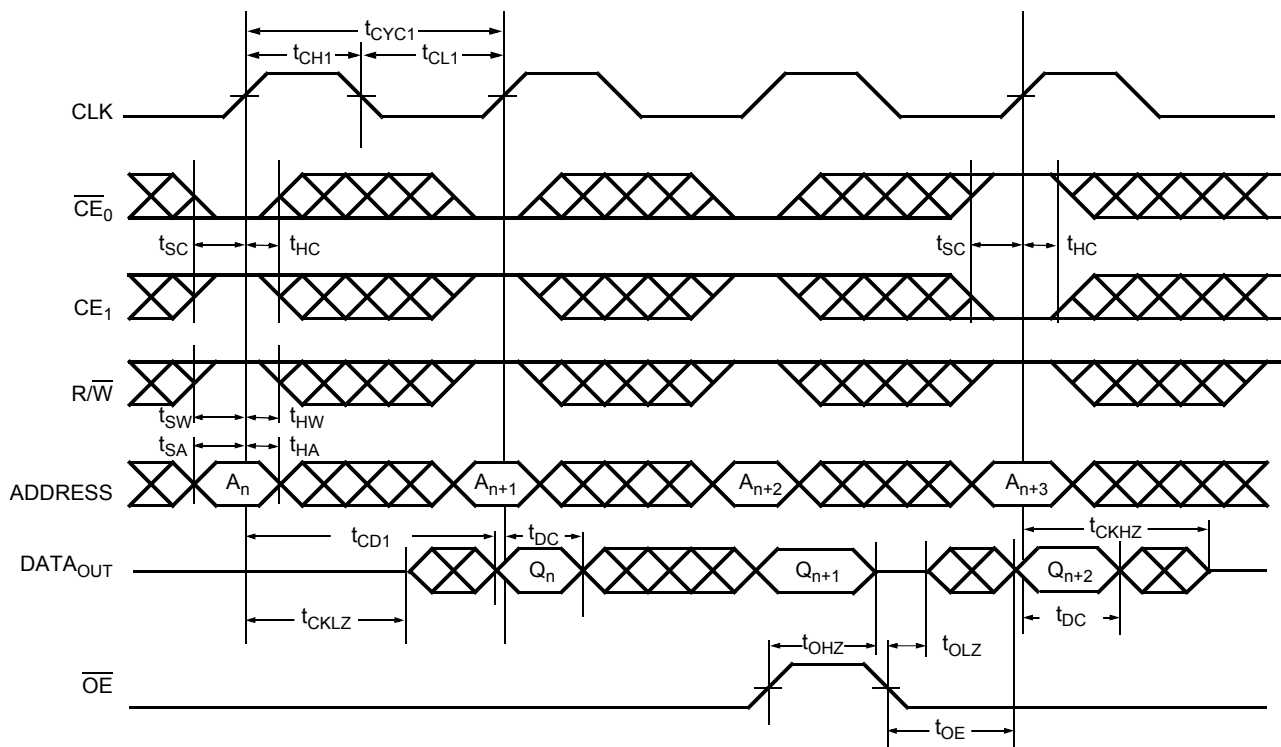 tCYC1
tCH1 tCL1
CLK
CE0
tSC tHC tSC tHC
CE1
R/W
tSW tHW
tSA tHA
ADDRESS An An+1 An+2 An+3
tCD1 tDC tCKHZ
DATAOUT Qn Qn+1 Qn+2
tCKLZ tDC
tOHZ tOLZ
OE
tOE